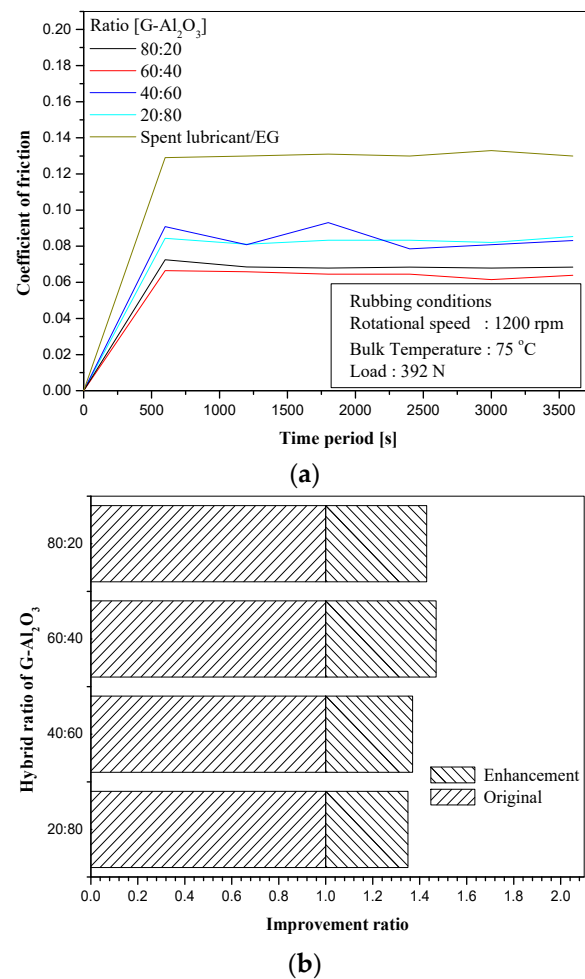 Ratio [G-Al₂O₃]
80:20
60:40
40:60
20:80
Spent lubricant/EG
0.20
0.18
0.16
0.14
0.12
0.10
0.08
0.06
0.04
0.02
0.00
Coefficient of friction
Rubbing conditions
Rotational speed : 1200 rpm
Bulk Temperature : 75 °C
Load : 392 N
0 500 1000 1500 2000 2500 3000 3500
Time period [s]
(a)
Hybrid ratio of G-Al₂O₃
80:20
60:40
40:60
20:80
Enhancement
Original
0.0 0.2 0.4 0.6 0.8 1.0 1.2 1.4 1.6 1.8 2.0
Improvement ratio
(b)